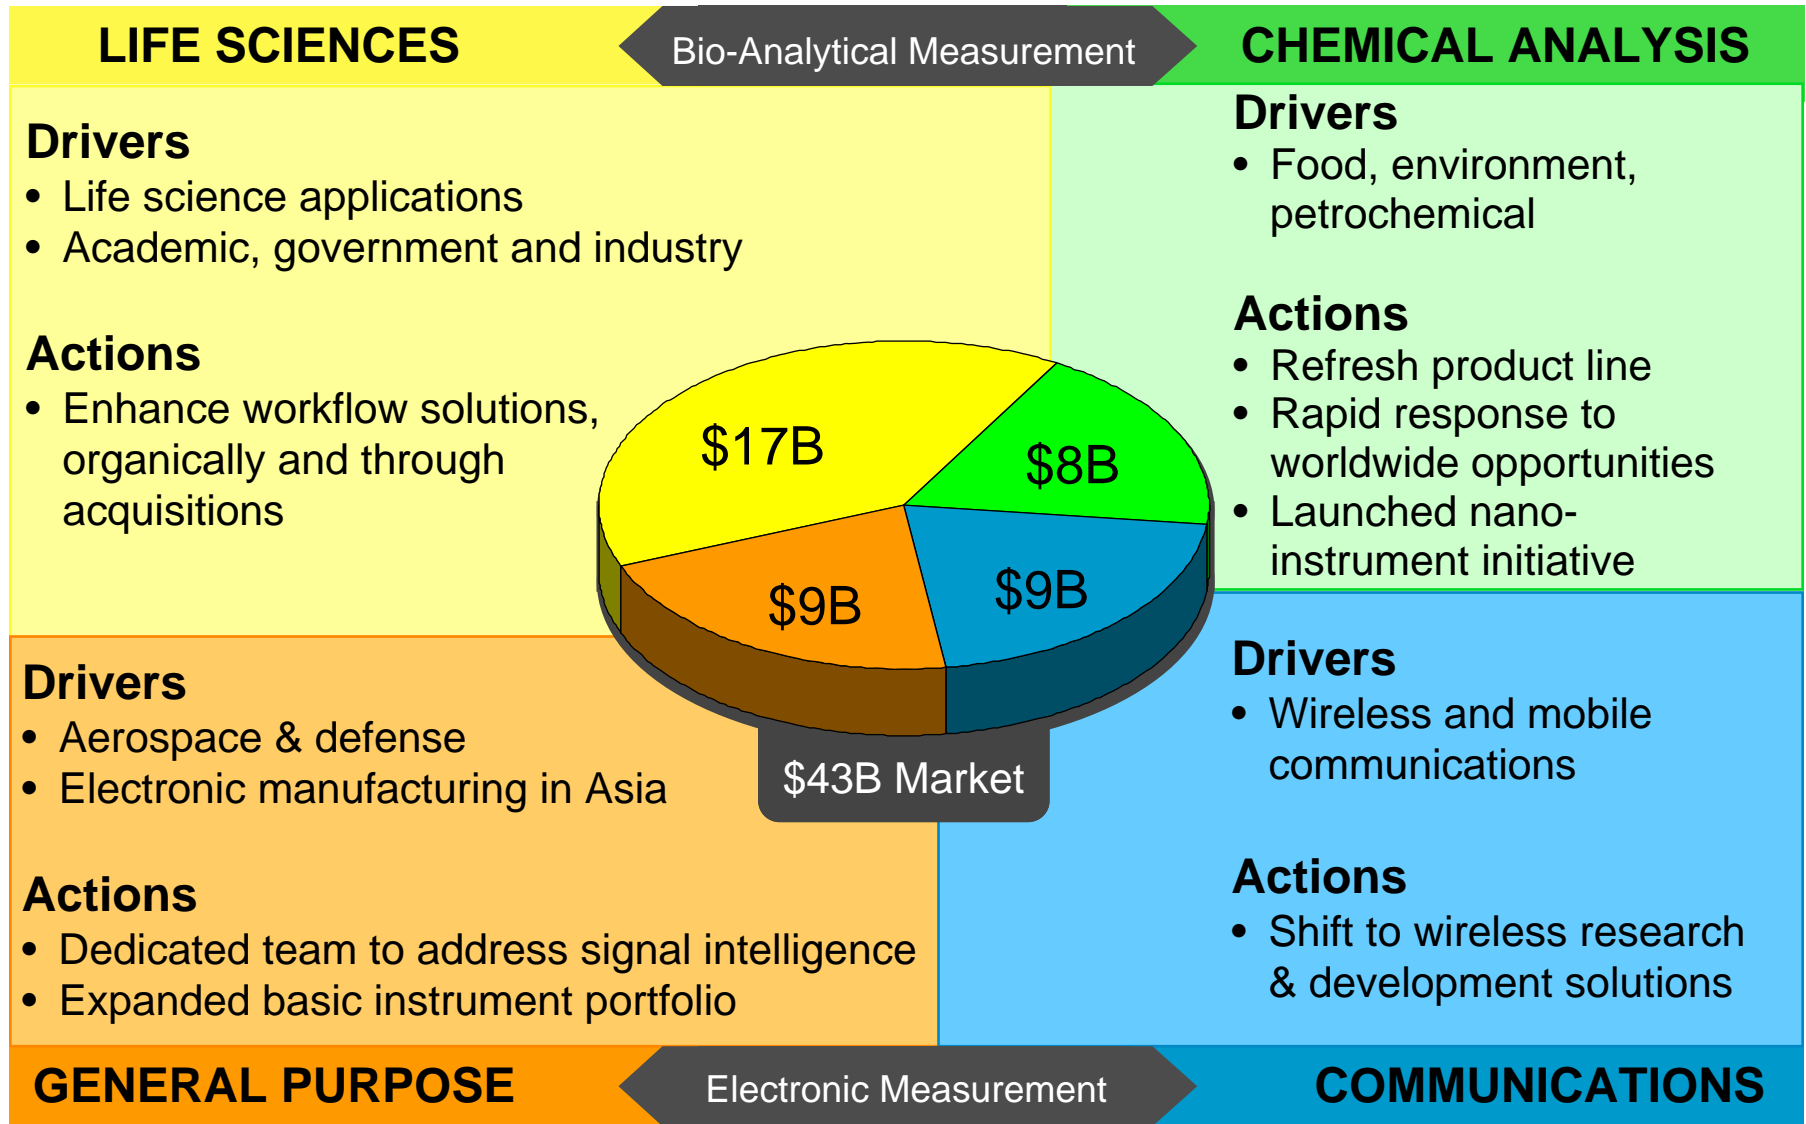 LIFE SCIENCES
Bio-Analytical Measurement
CHEMICAL ANALYSIS
Drivers
• Life science applications
• Academic, government and industry
Actions
• Enhance workflow solutions,
organically and through
acquisitions
Drivers
• Food, environment,
petrochemical
Actions
• Refresh product line
• Rapid response to
worldwide opportunities
• Launched nano-
instrument initiative
$17B
$8B
$9B
$9B
$43B Market
Drivers
• Aerospace & defense
• Electronic manufacturing in Asia
Actions
• Dedicated team to address signal intelligence
• Expanded basic instrument portfolio
Drivers
• Wireless and mobile
communications
Actions
• Shift to wireless research
& development solutions
GENERAL PURPOSE
Electronic Measurement
COMMUNICATIONS